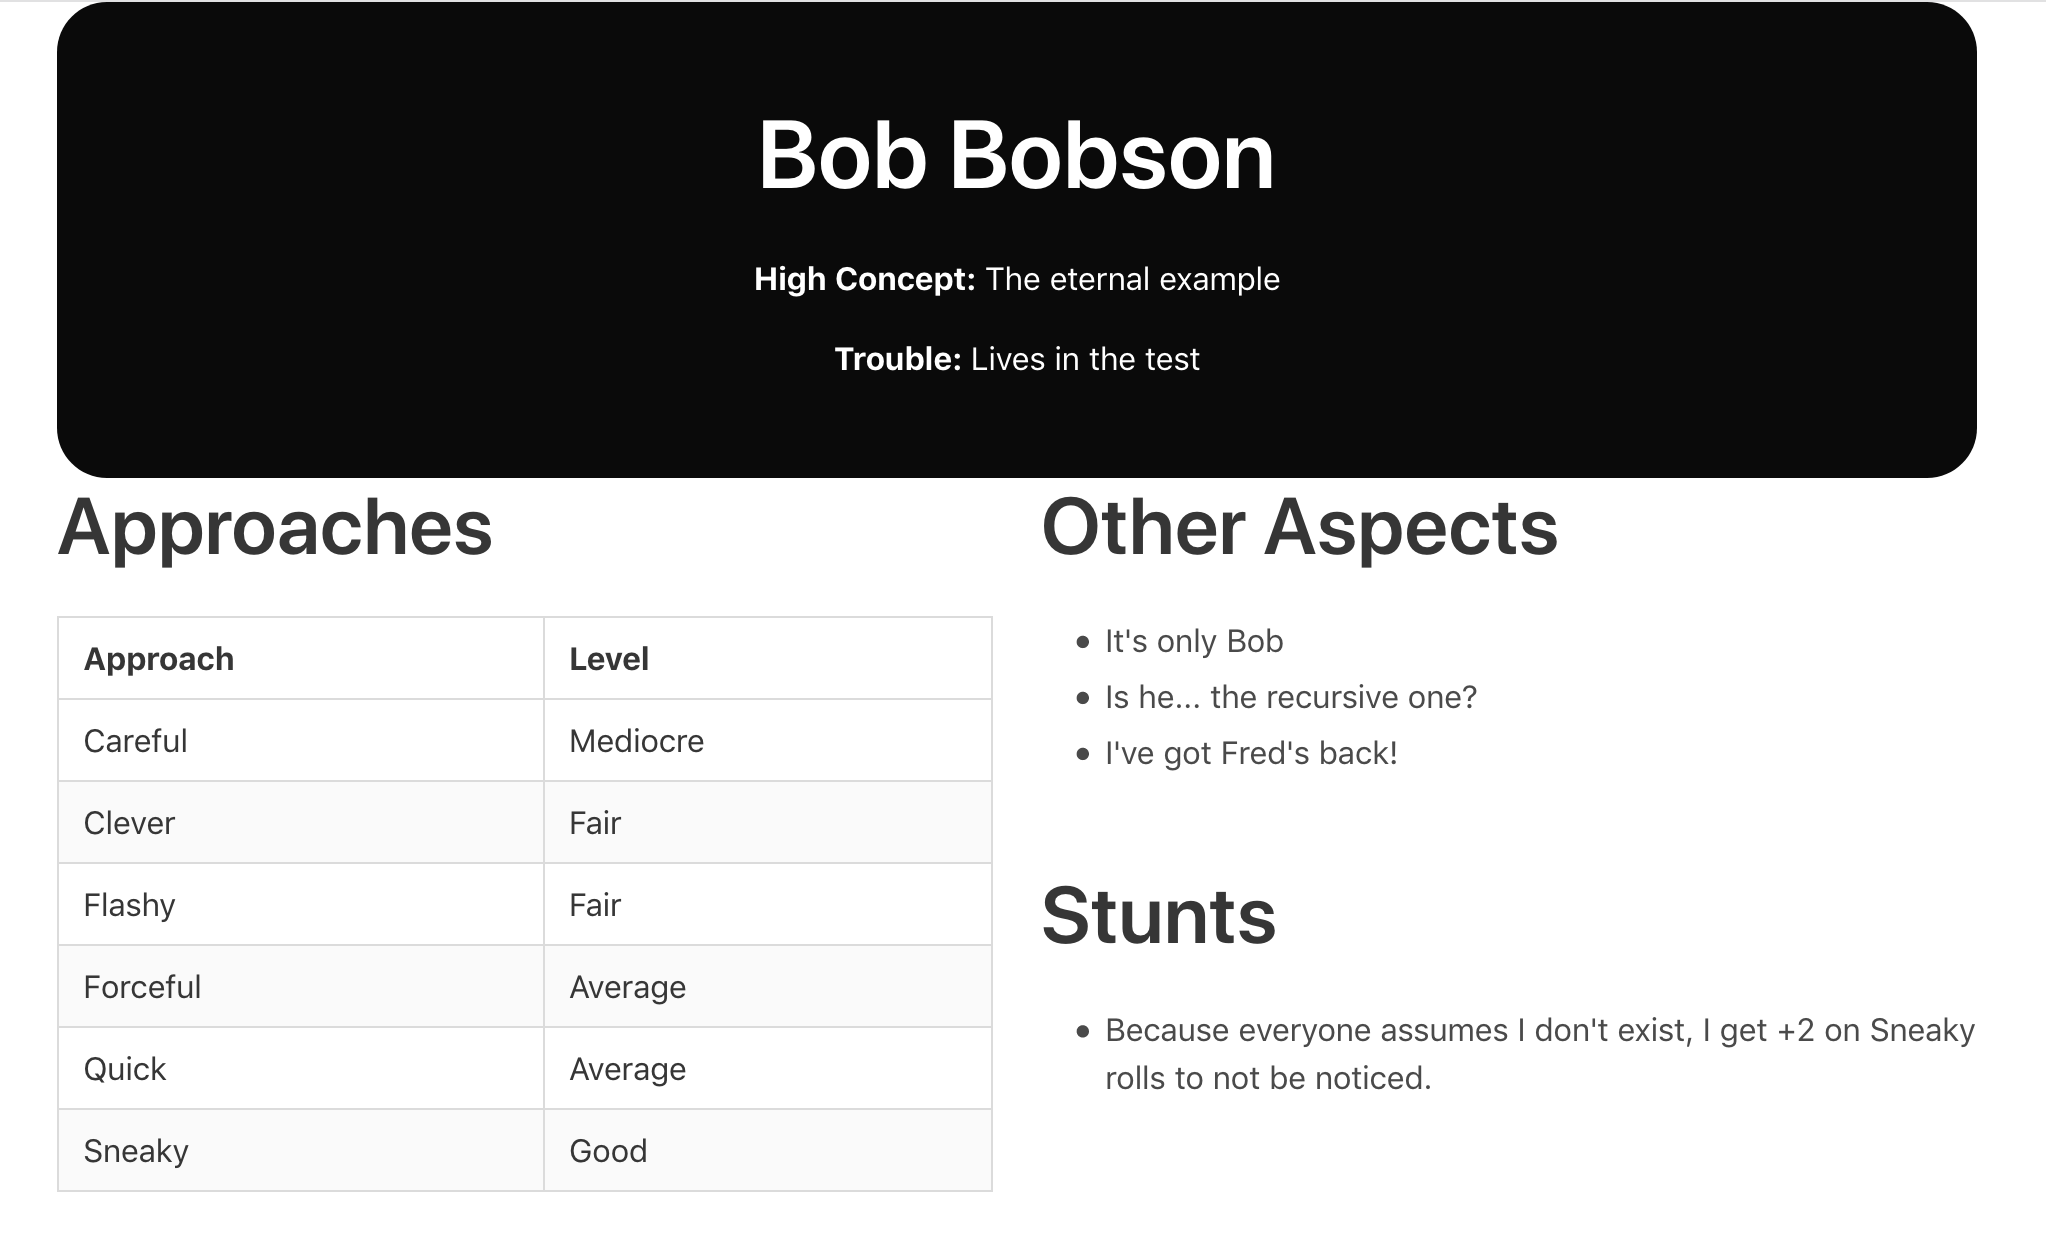 Bob Bobson
High Concept: The eternal example
Trouble: Lives in the test
Approaches
Approach Level
Careful Mediocre
Clever Fair
Flashy Fair
Forceful Average
Quick Average
Sneaky Good
Other Aspects
It's only Bob
Is he... the recursive one?
I've got Fred's back!
Stunts
Because everyone assumes I don't exist, I get +2 on Sneaky
rolls to not be noticed.